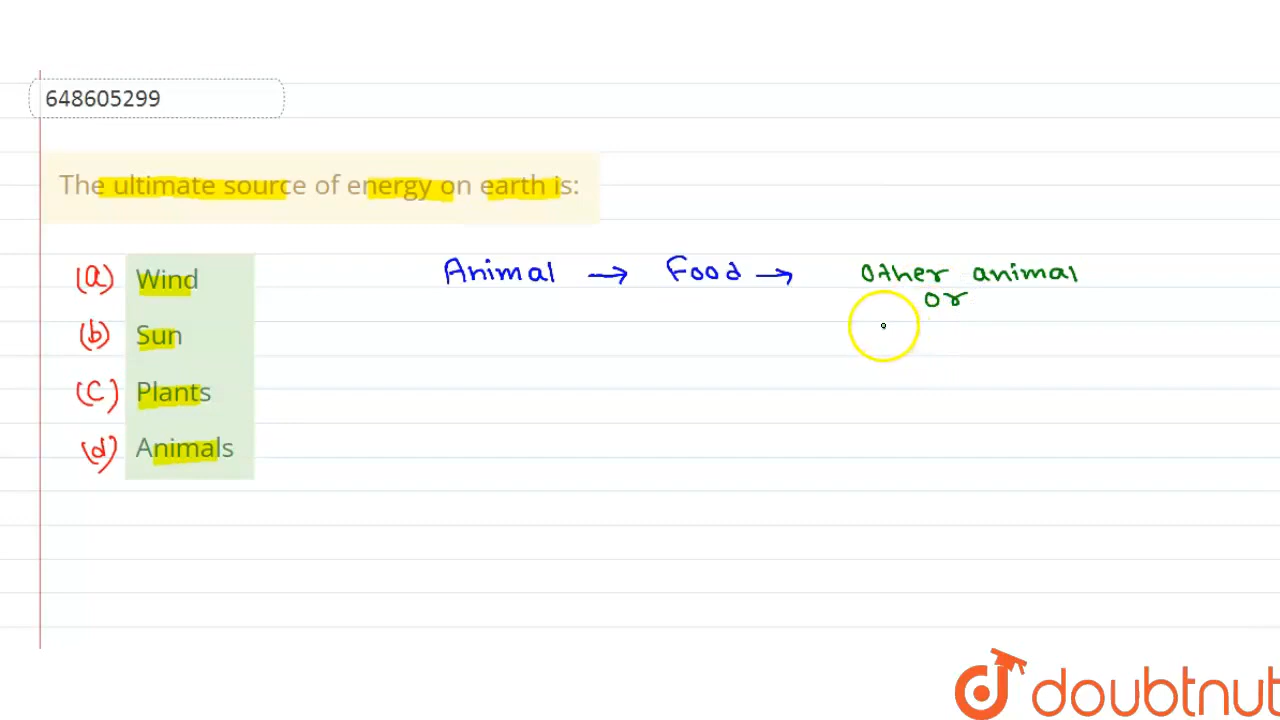 648605299
The ultimate source of energy on earth is:
(a) Wind
Animal → Food → Other animal
or
(b) Sun
(C) Plants
(d) Animals
doubtnut